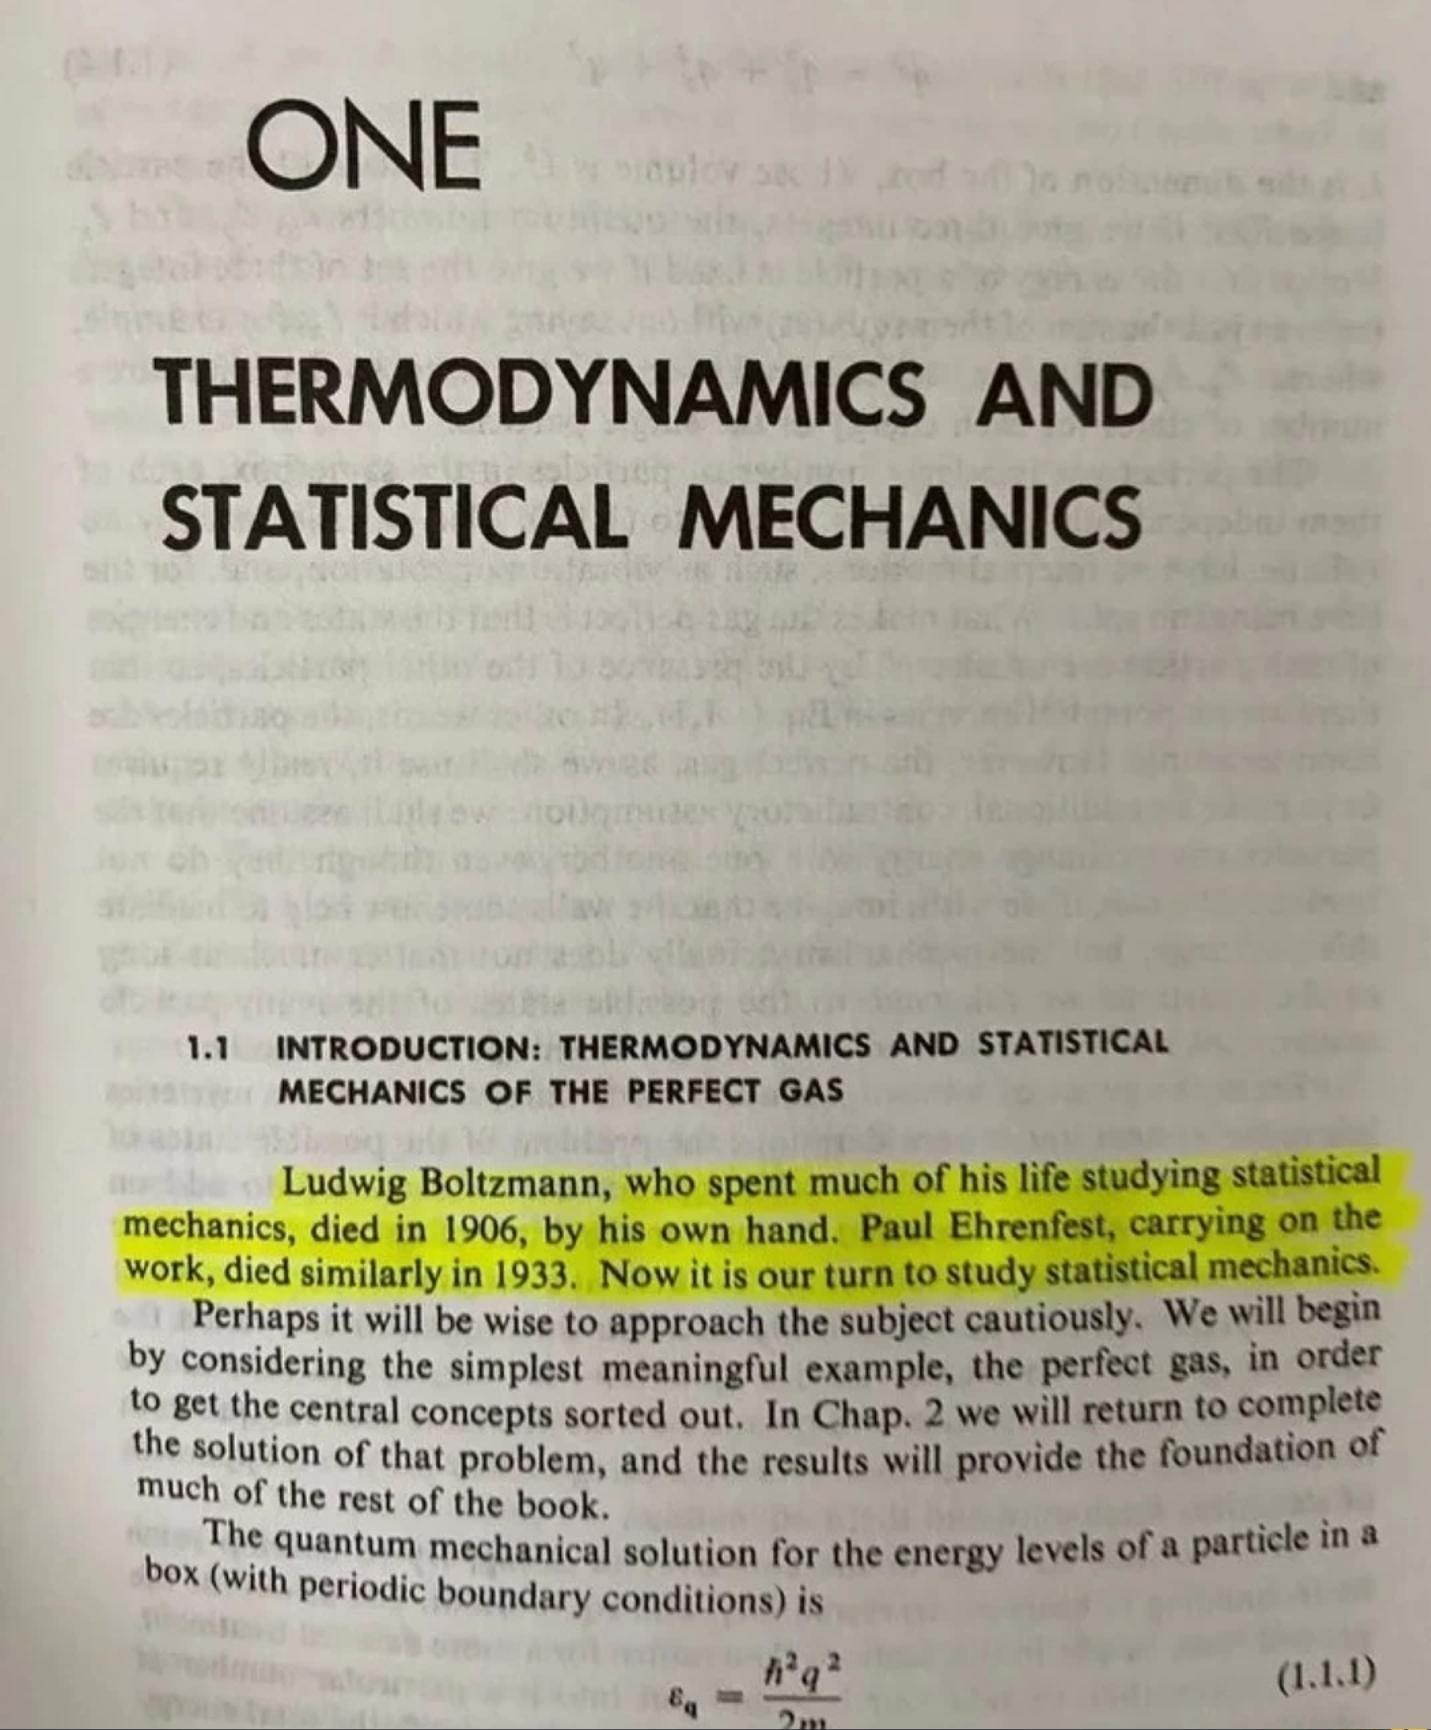 ONE
THERMODYNAMICS AND
STATISTICAL MECHANICS
1.1 INTRODUCTION: THERMODYNAMICS AND STATISTICAL
MECHANICS OF THE PERFECT GAS
Ludwig Boltzmann, who spent much of his life studying statistical
mechanics, died in 1906, by his own hand. Paul Ehrenfest, carrying on the
work, died similarly in 1933. Now it is our turn to study statistical mechanics.
Perhaps it will be wise to approach the subject cautiously. We will begin
by considering the simplest meaningful example, the perfect gas, in order
to get the central concepts sorted out. In Chap. 2 we will return to complete
the solution of that problem, and the results will provide the foundation of
much of the rest of the book.
The quantum mechanical solution for the energy levels of a particle in a
box (with periodic boundary conditions) is
ε_q = ħ²q²/2m (1.1.1)